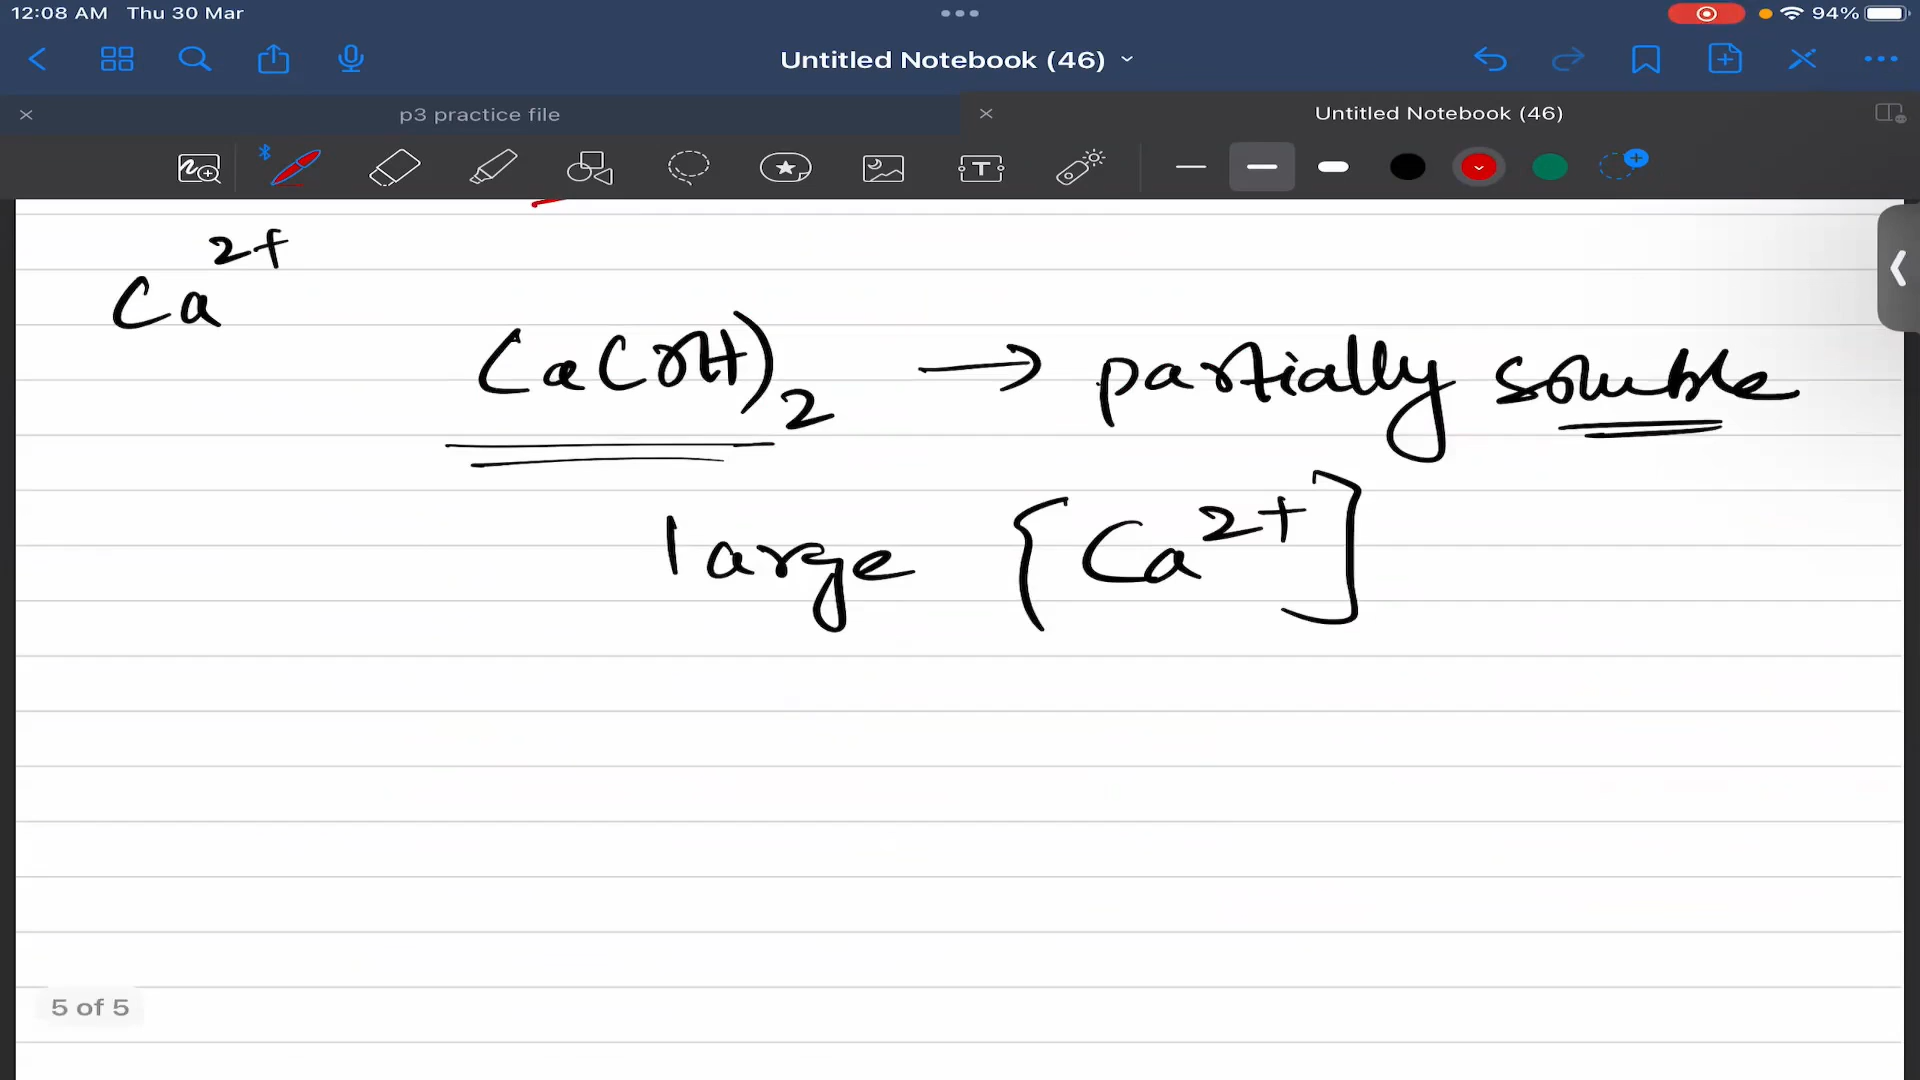 12:08 AM Thu 30 Mar
94%
Untitled Notebook (46)
p3 practice file
Untitled Notebook (46)
Ca²⁺
Ca(OH)₂ → partially soluble
large [Ca²⁺]
5 of 5